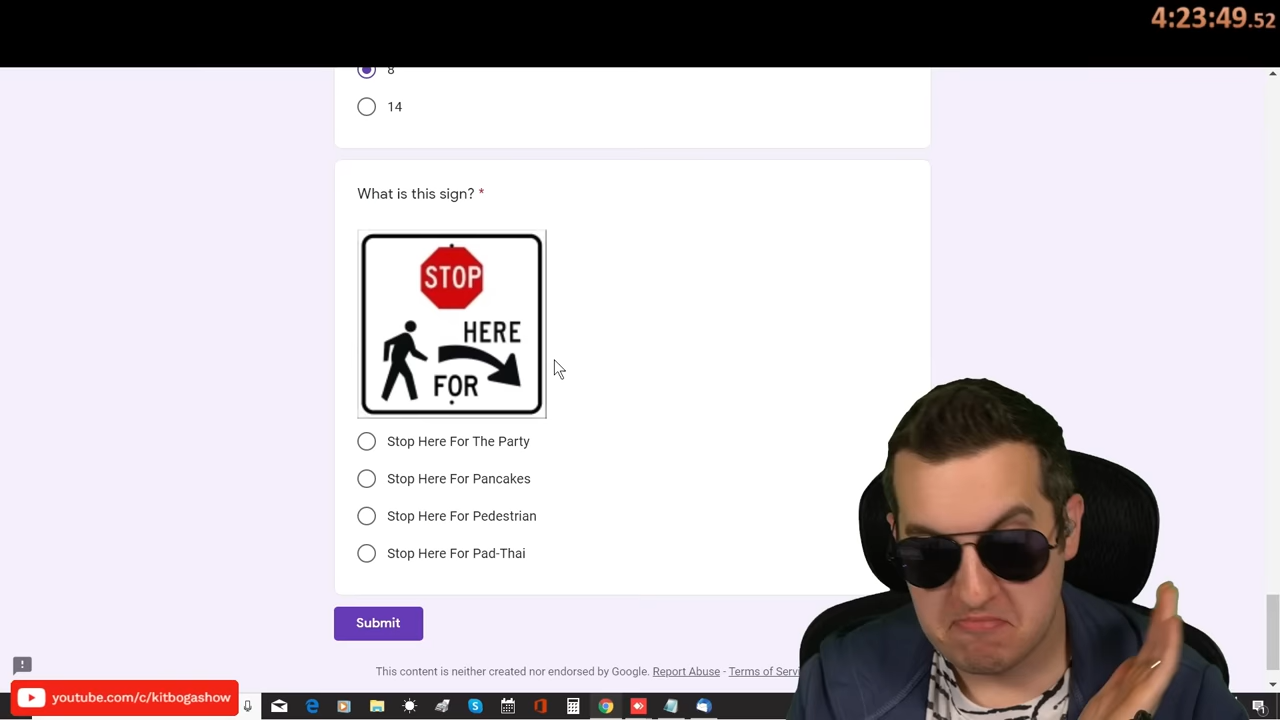 4:23:49.52
8
14
What is this sign? *
STOP
HERE
FOR
Stop Here For The Party
Stop Here For Pancakes
Stop Here For Pedestrian
Stop Here For Pad-Thai
Submit
This content is neither created nor endorsed by Google. Report Abuse - Terms of
youtube.com/c/kitbogashow